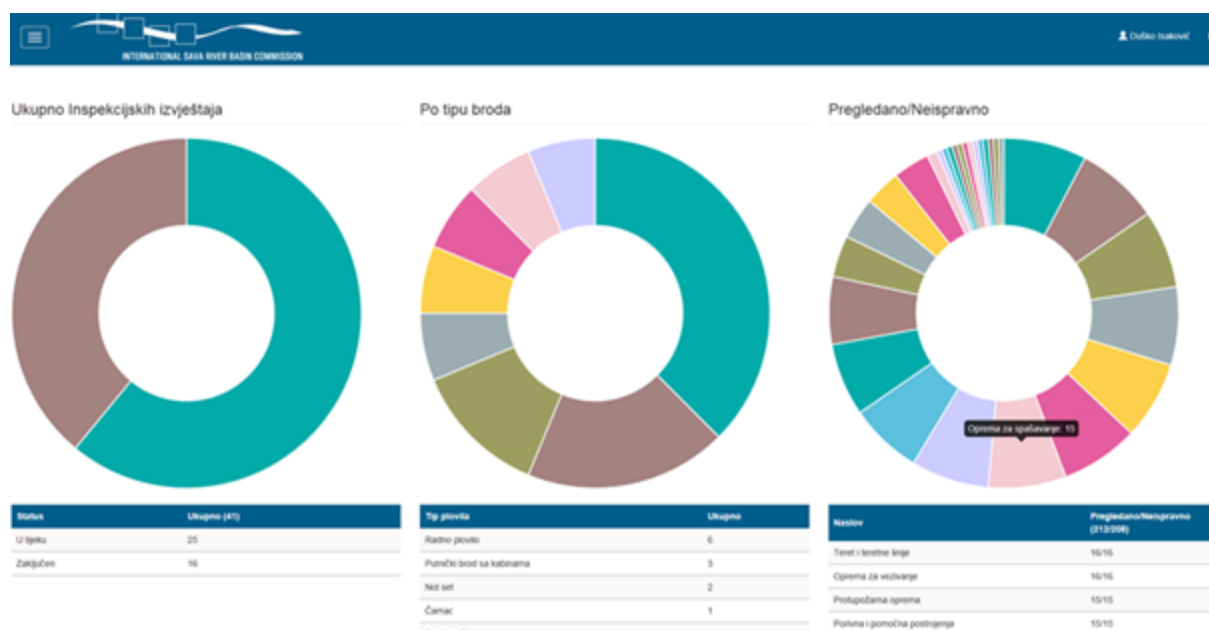 INTERNATIONAL SAVA RIVER BASIN COMMISSION
Duško Isaković
Ukupno Inspekcijskih izvještaja
Po tipu broda
Pregledano/Neispravno
Oprema za spašavanje: 15
Status Ukupno (41)
U tijeku 25
Zaključen 16
Tip plovila Ukupno
Radno plovilo 6
Putnički brod sa kabinama 3
Not set 2
Čamac 1
Naslov Pregledano/Neispravno (212/208)
Teret i teretne linije 16/16
Oprema za vezivanje 16/16
Protupožarna oprema 15/15
Porivna i pomoćna postrojenja 15/15